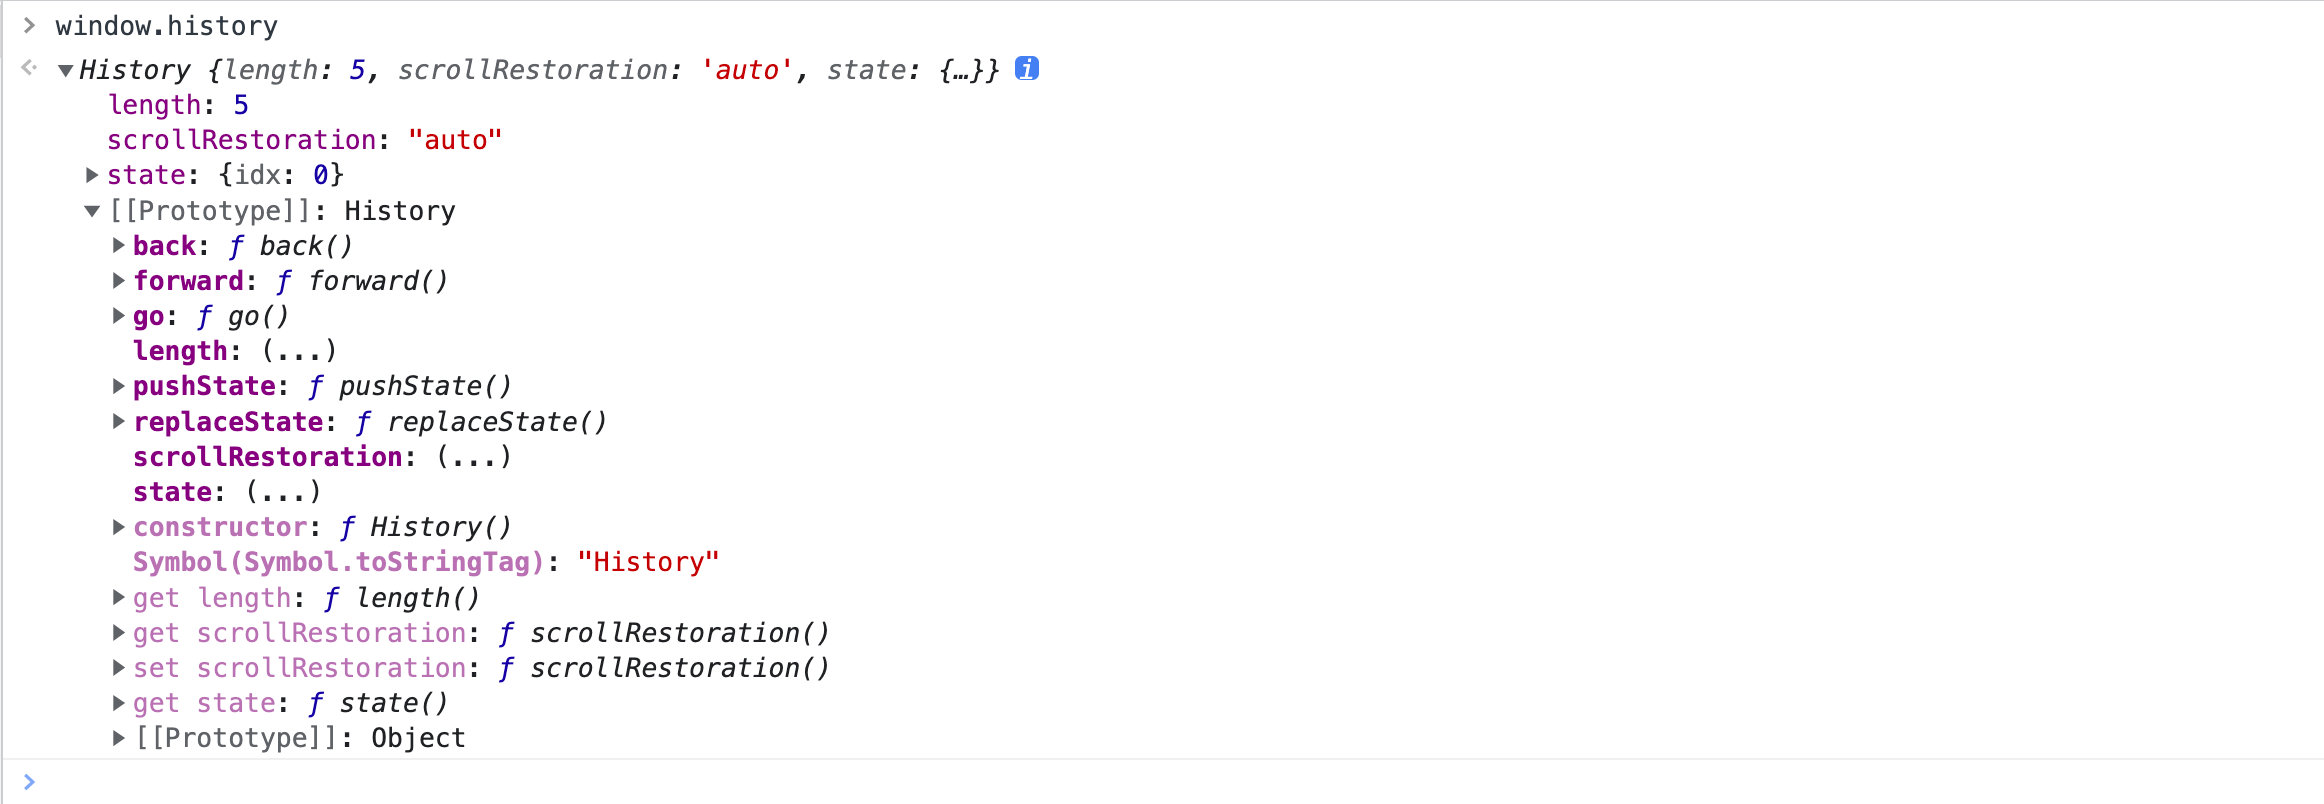 > window.history
History {length: 5, scrollRestoration: 'auto', state: {…}} i
length: 5
scrollRestoration: "auto"
state: {idx: 0}
[[Prototype]]: History
back: ƒ back()
forward: ƒ forward()
go: ƒ go()
length: (...)
pushState: ƒ pushState()
replaceState: ƒ replaceState()
scrollRestoration: (...)
state: (...)
constructor: ƒ History()
Symbol(Symbol.toStringTag): "History"
get length: ƒ length()
get scrollRestoration: ƒ scrollRestoration()
set scrollRestoration: ƒ scrollRestoration()
get state: ƒ state()
[[Prototype]]: Object
>